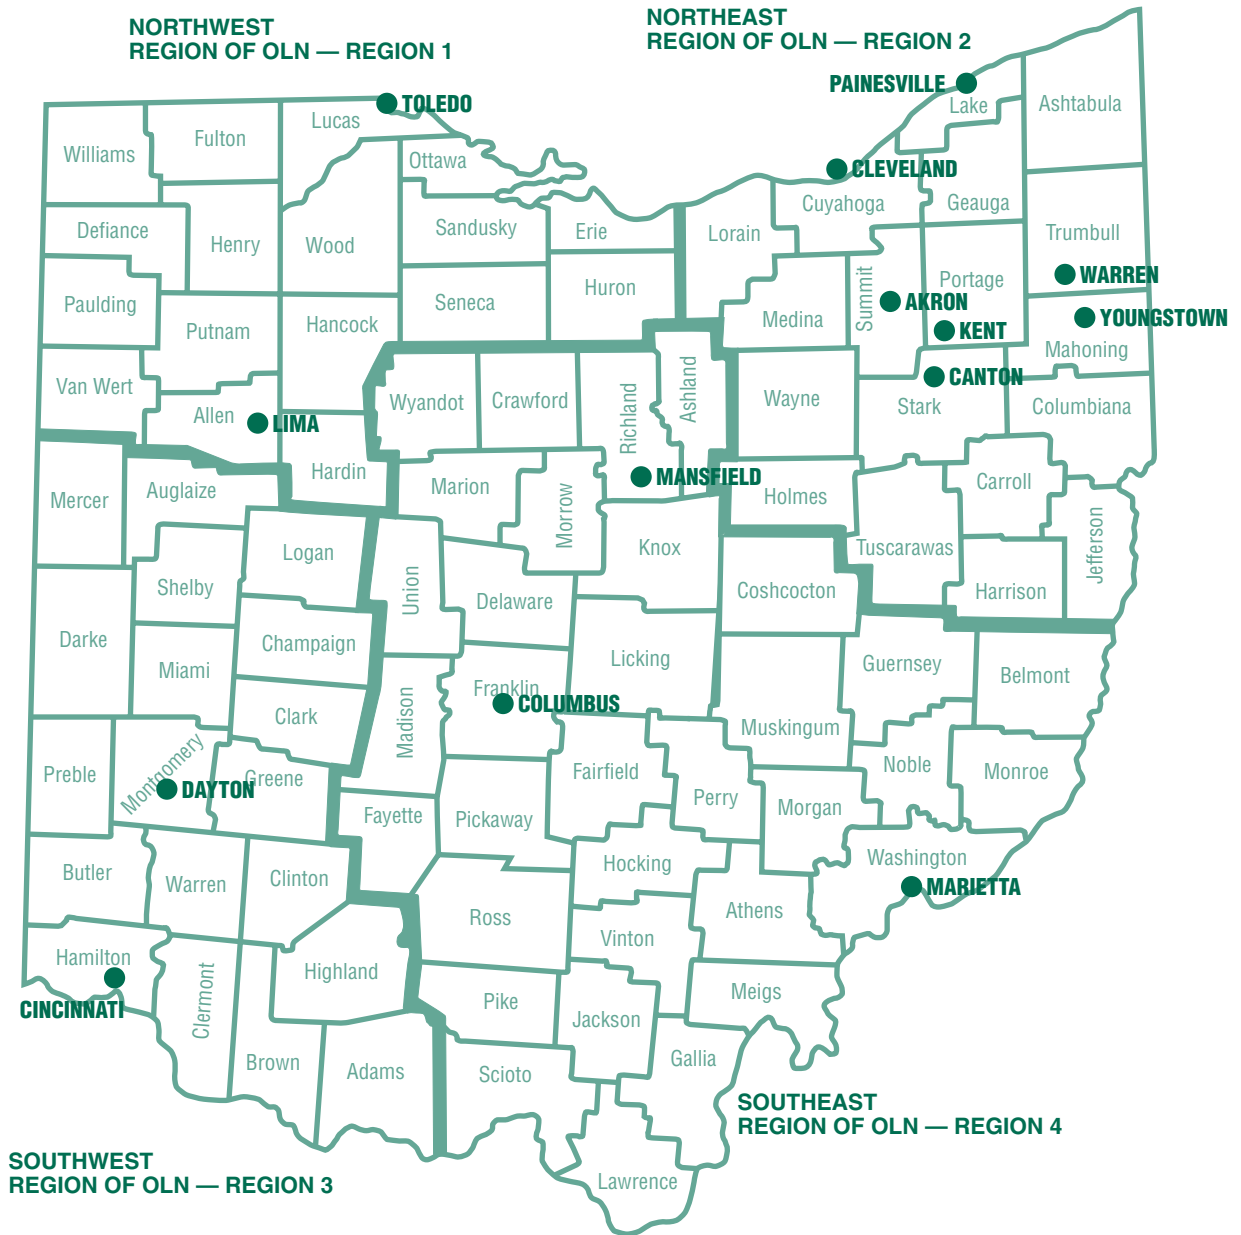 NORTHWEST
REGION OF OLN — REGION 1
NORTHEAST
REGION OF OLN — REGION 2
PAINESVILLE
Lake
Ashtabula
TOLEDO
Lucas
Fulton
Williams
Ottawa
CLEVELAND
Cuyahoga
Geauga
Defiance
Henry
Wood
Sandusky
Erie
Lorain
Trumbull
WARREN
Paulding
Putnam
Hancock
Seneca
Huron
Medina
Summit
AKRON
Portage
KENT
YOUNGSTOWN
Mahoning
Van Wert
Allen
LIMA
Wyandot
Crawford
Richland
Ashland
Wayne
CANTON
Stark
Columbiana
Mercer
Auglaize
Hardin
Marion
Morrow
MANSFIELD
Holmes
Carroll
Logan
Knox
Tuscarawas
Jefferson
Shelby
Union
Delaware
Coshocton
Harrison
Darke
Champaign
Licking
Guernsey
Belmont
Miami
Clark
Madison
Franklin
COLUMBUS
Muskingum
Preble
Montgomery
DAYTON
Greene
Fairfield
Perry
Noble
Monroe
Fayette
Pickaway
Morgan
Butler
Warren
Clinton
Hocking
Washington
MARIETTA
Ross
Athens
Vinton
Hamilton
CINCINNATI
Clermont
Highland
Pike
Jackson
Meigs
Brown
Adams
Scioto
Gallia
SOUTHEAST
REGION OF OLN — REGION 4
SOUTHWEST
REGION OF OLN — REGION 3
Lawrence